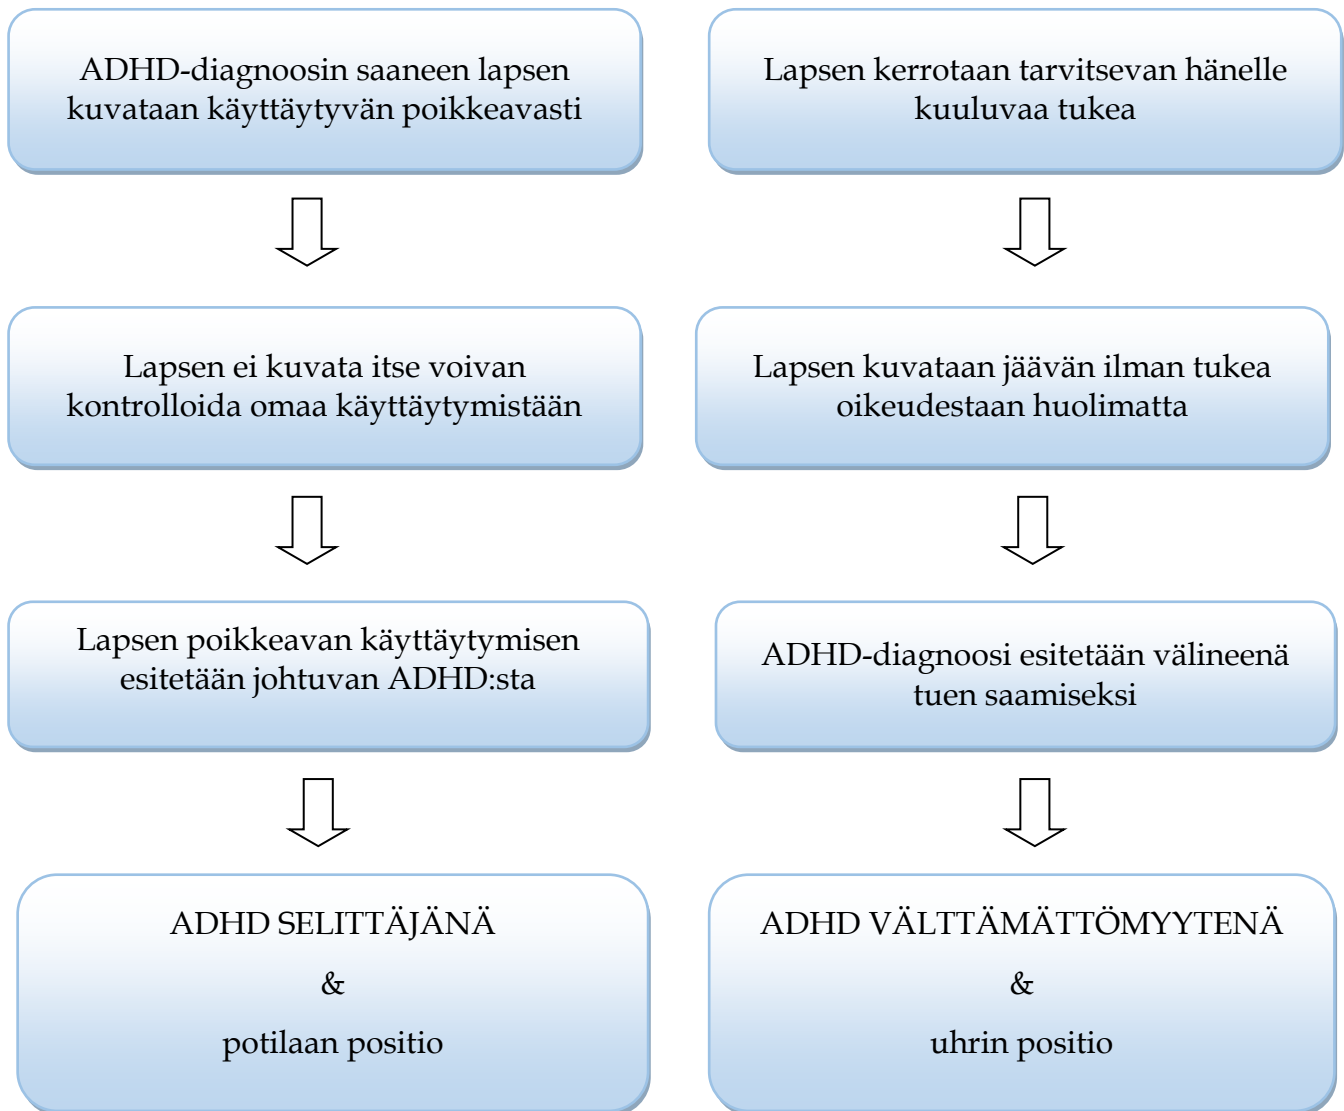 ADHD-diagnoosin saaneen lapsen
kuvataan käyttäytyvän poikkeavasti
Lapsen kerrotaan tarvitsevan hänelle
kuuluvaa tukea
Lapsen ei kuvata itse voivan
kontrolloida omaa käyttäytymistään
Lapsen kuvataan jäävän ilman tukea
oikeudestaan huolimatta
Lapsen poikkeavan käyttäytymisen
esitetään johtuvan ADHD:sta
ADHD-diagnoosi esitetään välineenä
tuen saamiseksi
ADHD SELITTÄJÄNÄ
&
potilaan positio
ADHD VÄLTTÄMÄTTÖMYYTENÄ
&
uhrin positio